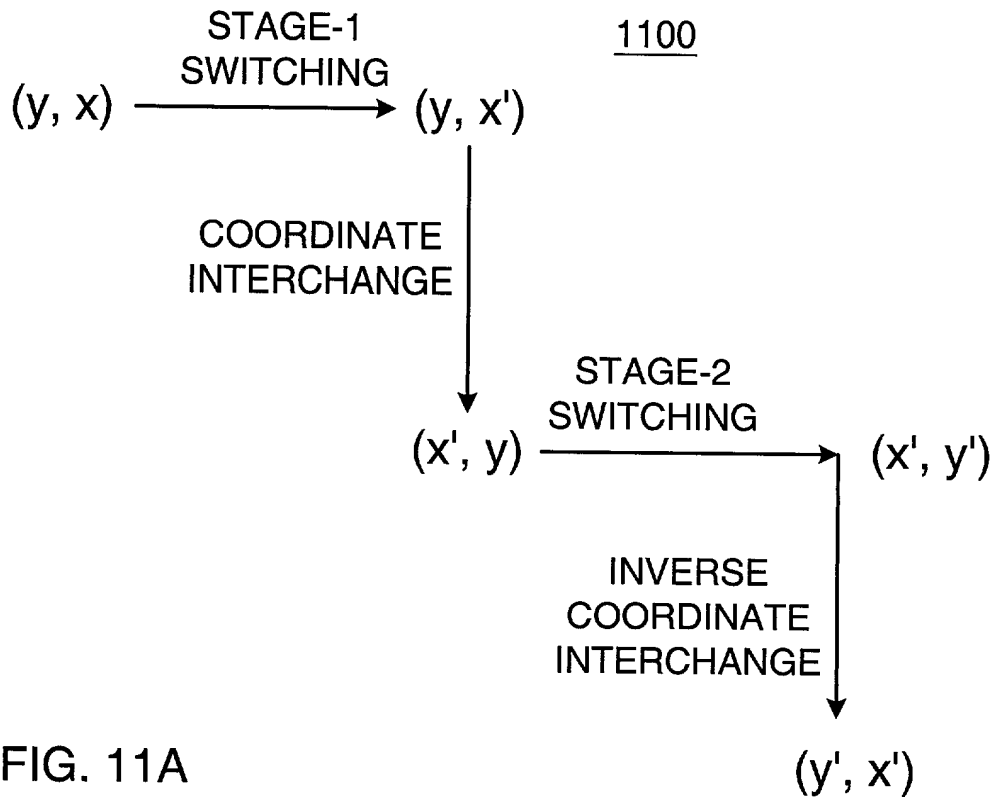 STAGE-1
SWITCHING
1100
(y, x)
(y, x')
COORDINATE
INTERCHANGE
STAGE-2
SWITCHING
(x', y)
(x', y')
INVERSE
COORDINATE
INTERCHANGE
FIG. 11A
(y', x')